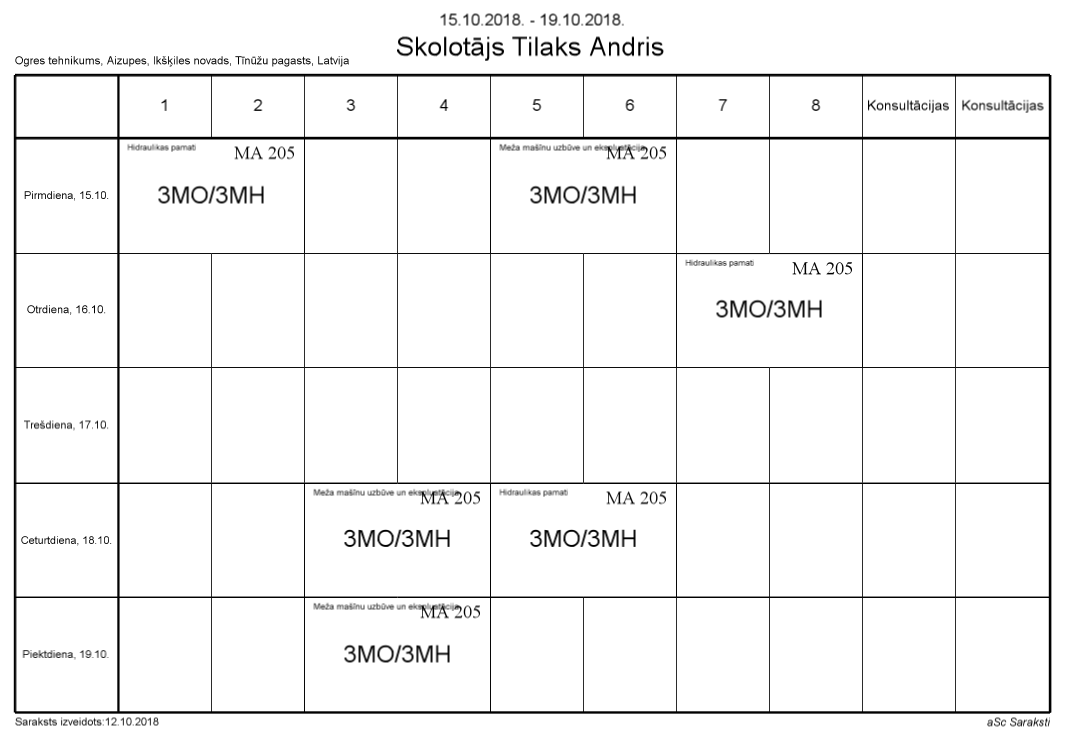 15.10.2018. - 19.10.2018.
Skolotājs Tilaks Andris
Ogres tehnikums, Aizupes, Ikšķiles novads, Tīnūžu pagasts, Latvija
1 2 3 4 5 6 7 8 Konsultācijas Konsultācijas
Hidraulikas pamati MA 205 Meža mašīnu uzbūve un ekspluatācija MA 205
Pirmdiena, 15.10. 3MO/3MH 3MO/3MH
Hidraulikas pamati MA 205
Otrdiena, 16.10. 3MO/3MH
Trešdiena, 17.10.
Meža mašīnu uzbūve un ekspluatācija MA 205 Hidraulikas pamati MA 205
Ceturtdiena, 18.10. 3MO/3MH 3MO/3MH
Meža mašīnu uzbūve un ekspluatācija MA 205
Piektdiena, 19.10. 3MO/3MH
Saraksts izveidots:12.10.2018 aSc Saraksti